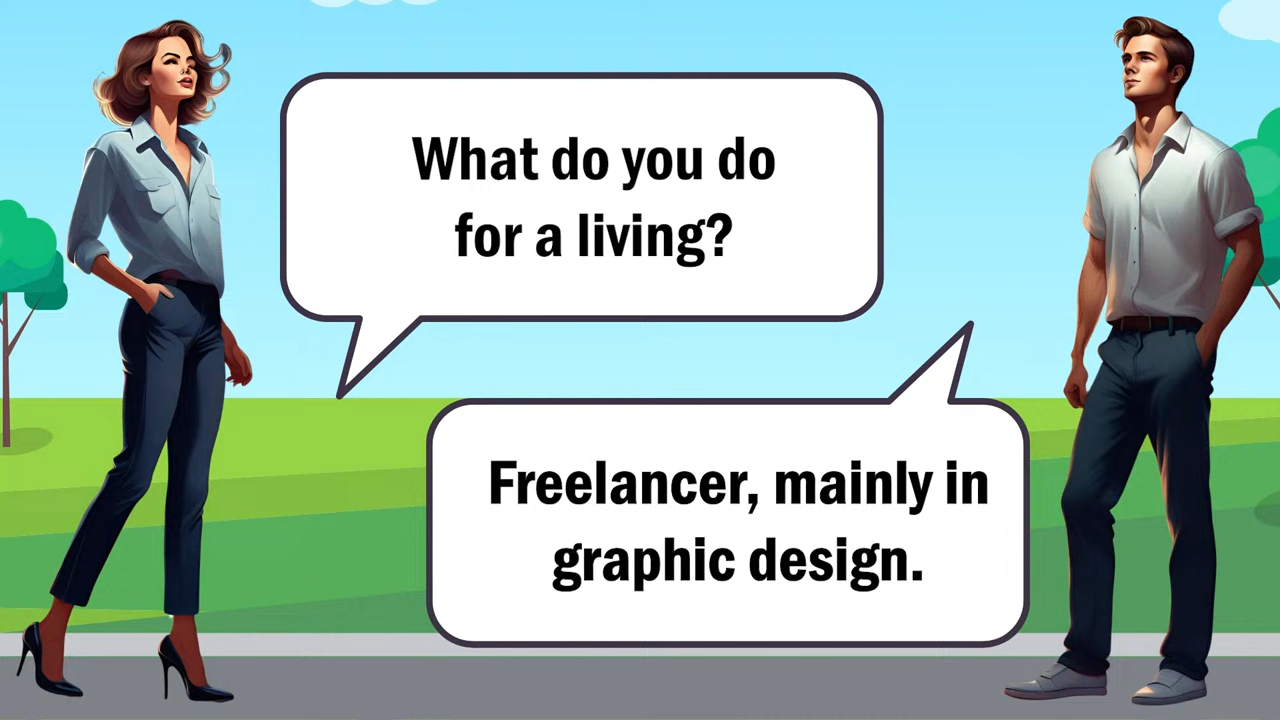 What do you do
for a living?
Freelancer, mainly in
graphic design.